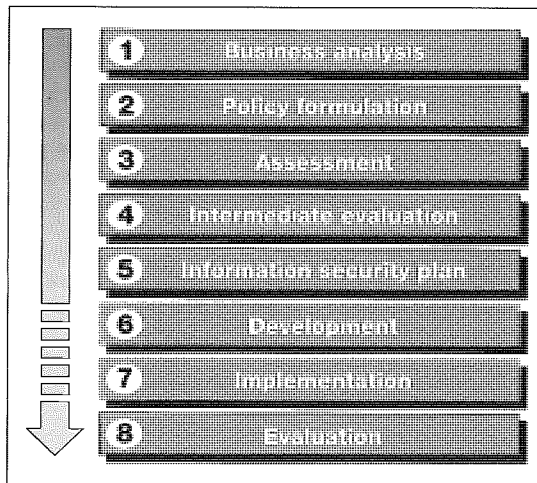 1 Business analysis
2 Policy formulation
3 Assessment
4 Intermediate evaluation
5 Information security plan
6 Development
7 Implementation
8 Evaluation